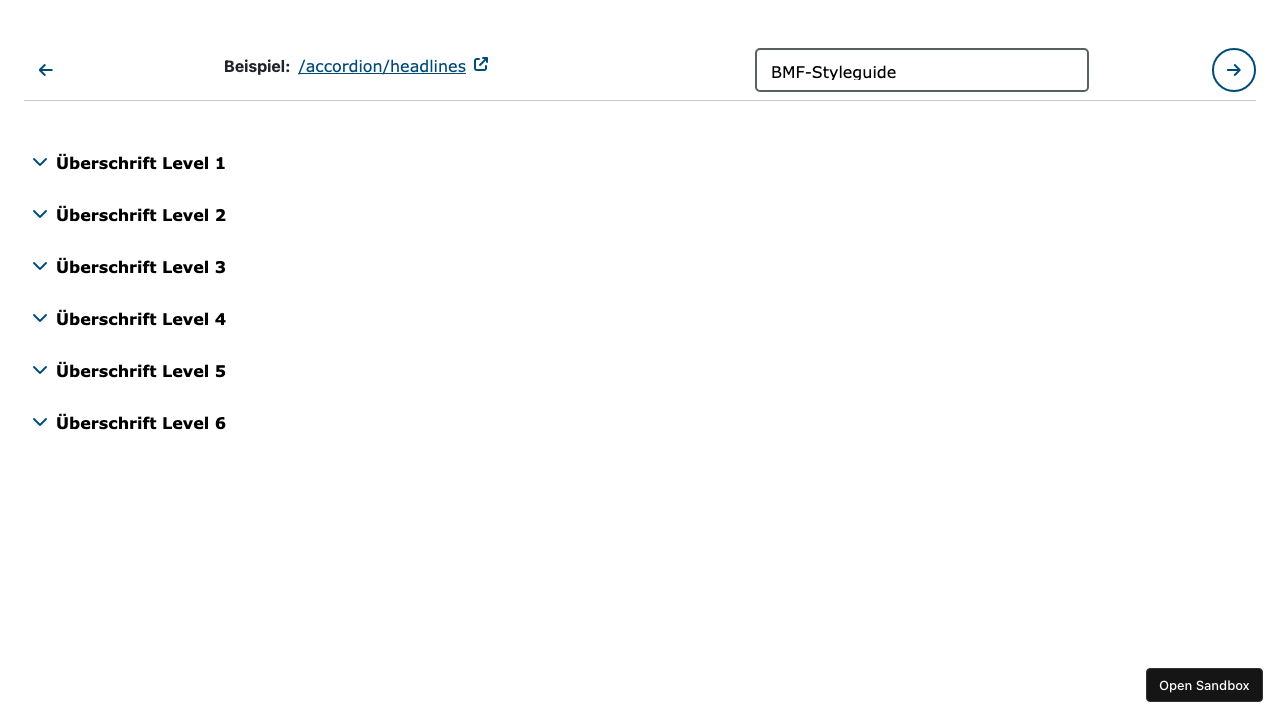 Beispiel: /accordion/headlines
BMF-Styleguide
Überschrift Level 1
Überschrift Level 2
Überschrift Level 3
Überschrift Level 4
Überschrift Level 5
Überschrift Level 6
Open Sandbox